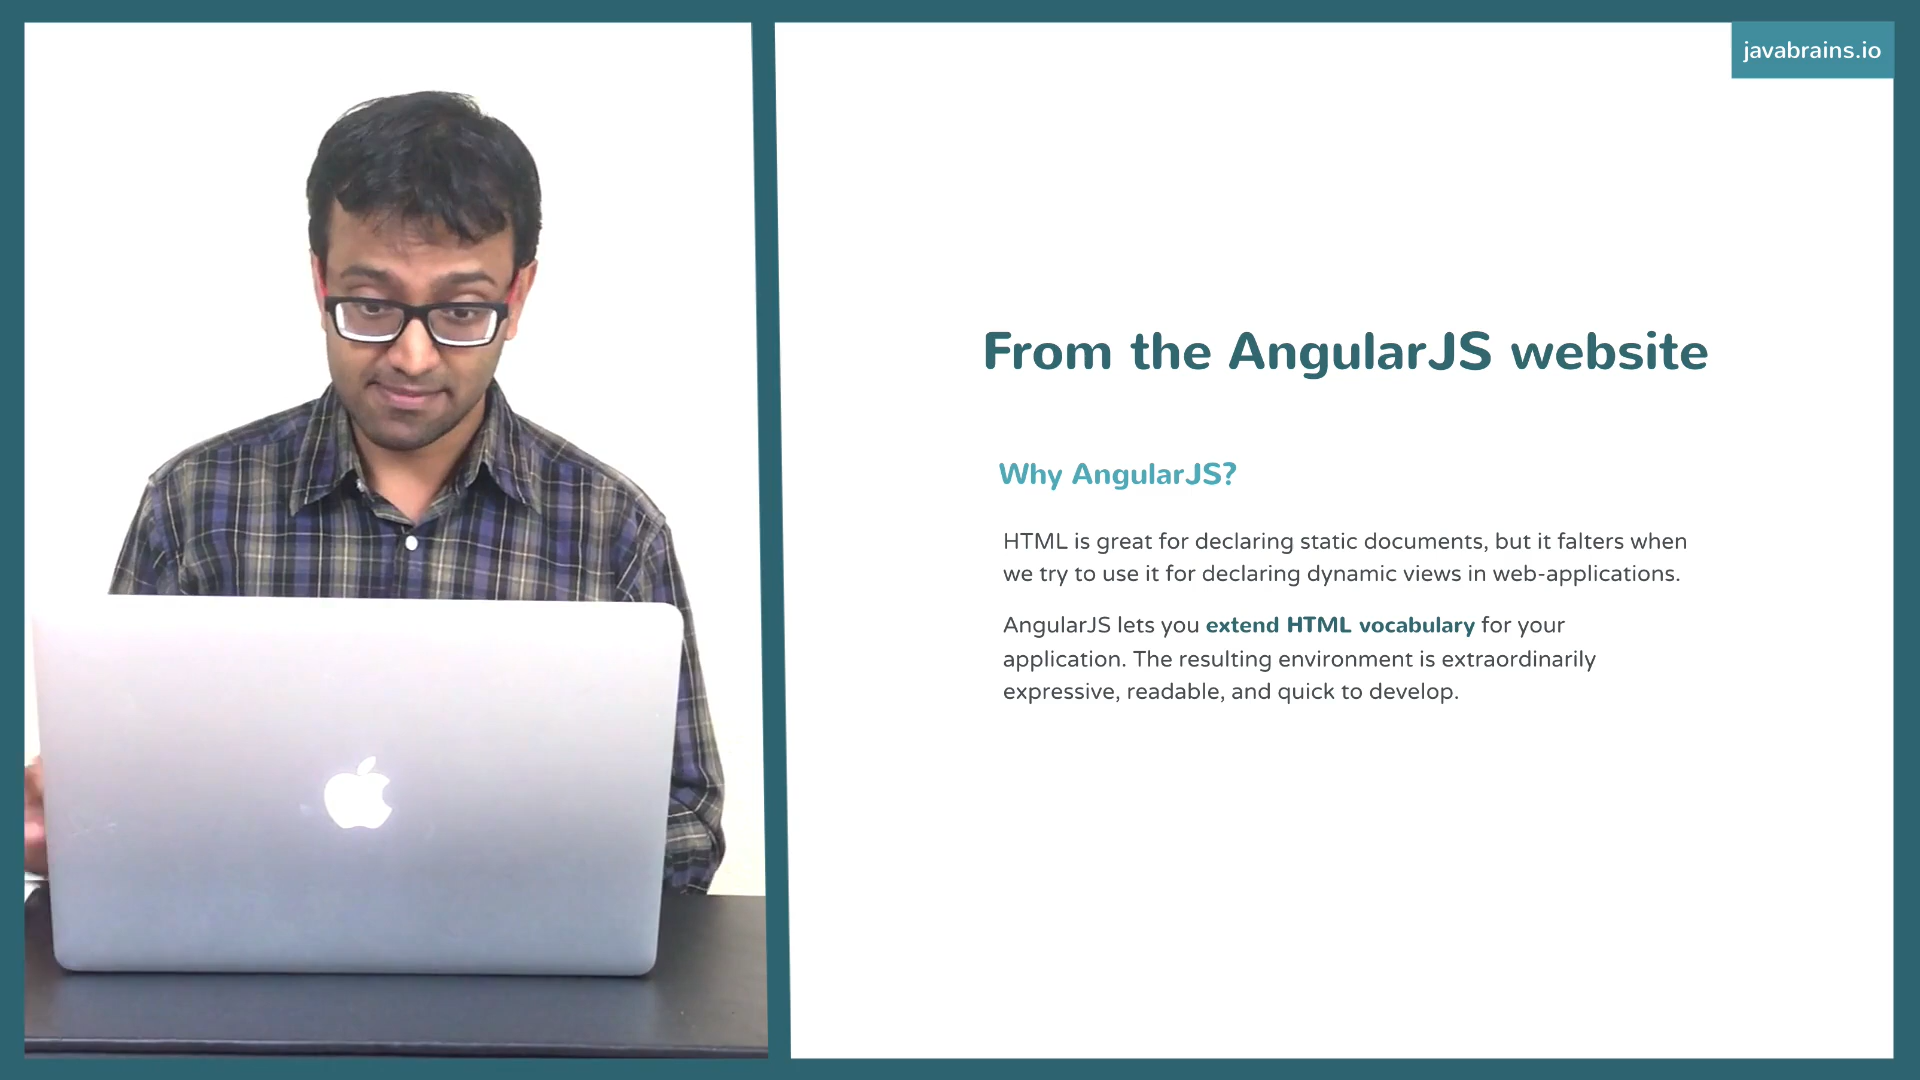 javabrains.io
From the AngularJS website
Why AngularJS?
HTML is great for declaring static documents, but it falters when
we try to use it for declaring dynamic views in web-applications.
AngularJS lets you extend HTML vocabulary for your
application. The resulting environment is extraordinarily
expressive, readable, and quick to develop.